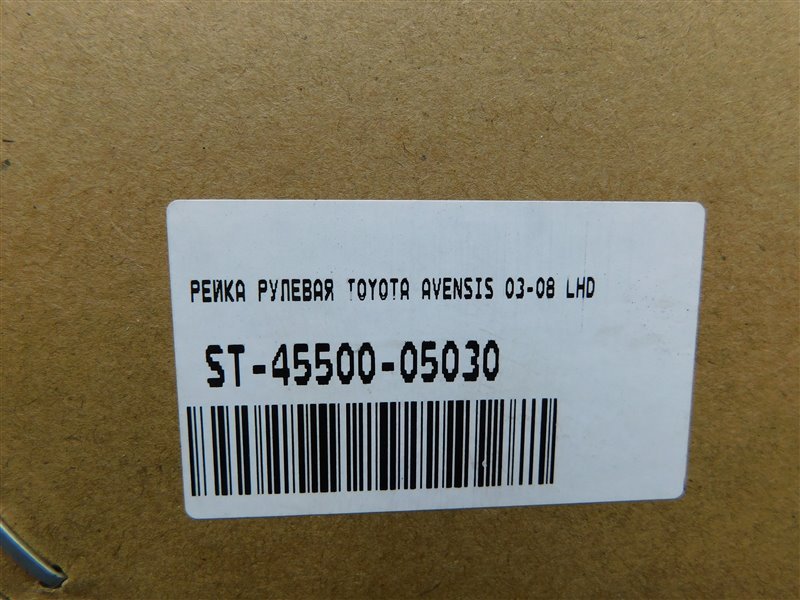 РЕЙКА РУЛЕВАЯ TOYOTA AVENSIS 03-08 LHD
ST-45500-05030